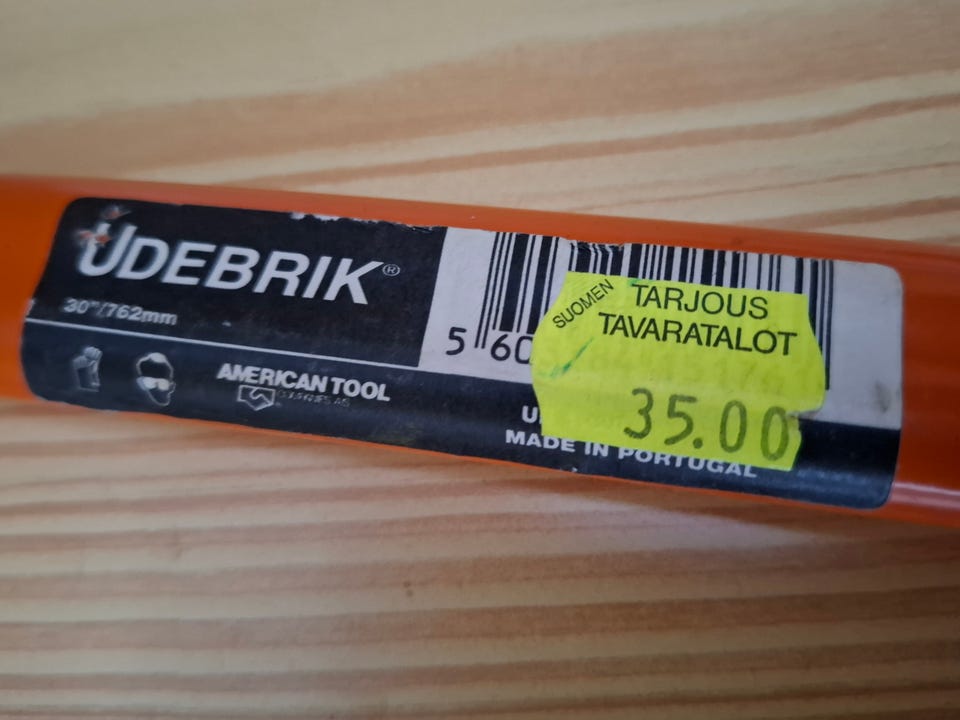 UDEBRIK®
30"/762mm
AMERICAN TOOL
5 60
SUOMEN
TARJOUS
TAVARATALOT
35.00
MADE IN PORTUGAL